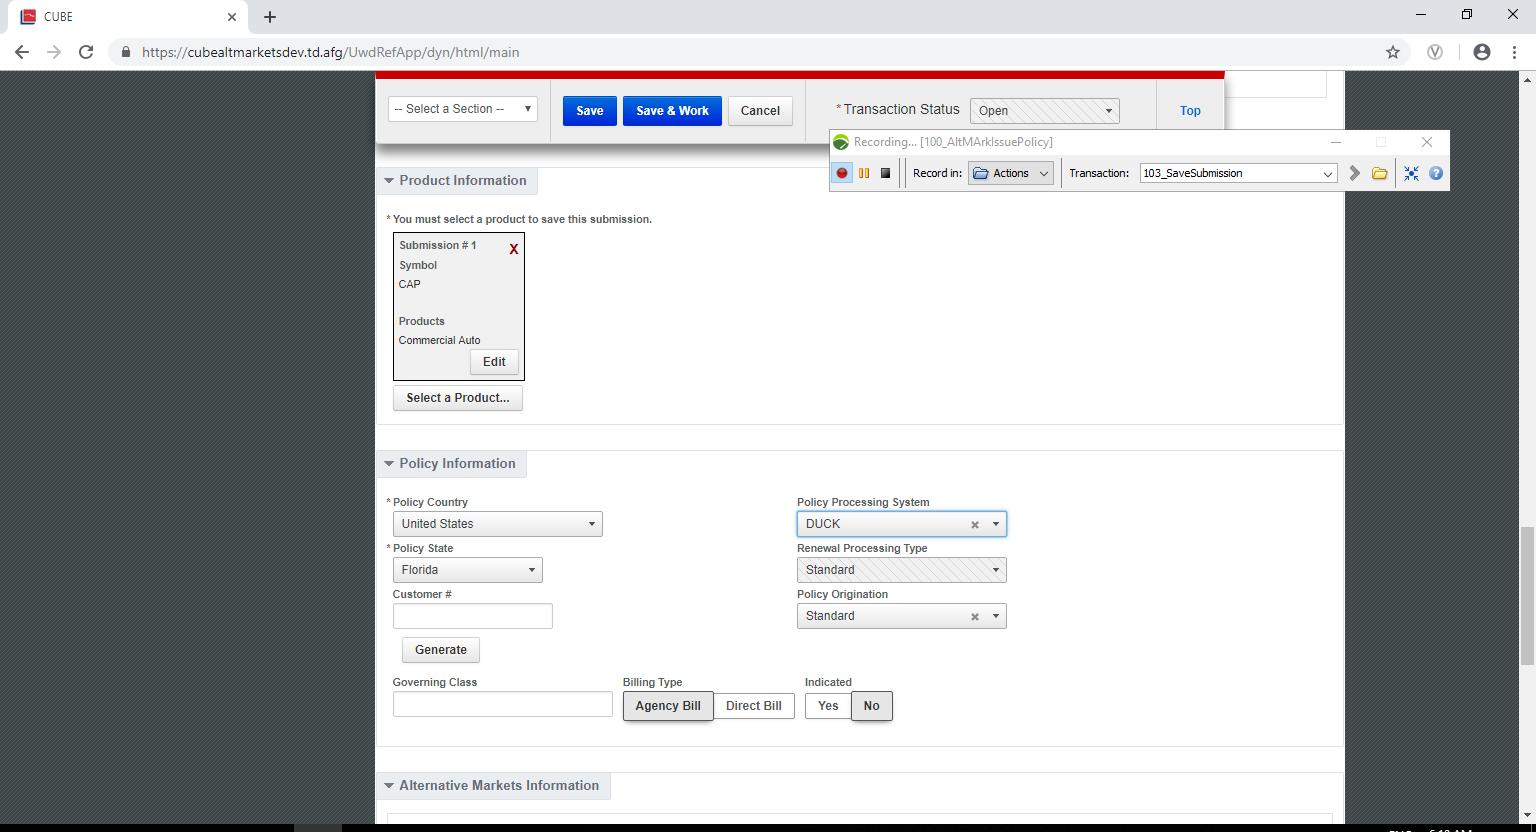 CUBE
https://cubealtmarketsdev.td.afg/UwdRefApp/dyn/html/main
-- Select a Section --
Save
Save & Work
Cancel
* Transaction Status
Open
Top
Recording... [100_AltMArkIssuePolicy]
Record in:
Actions
Transaction:
103_SaveSubmission
Product Information
* You must select a product to save this submission.
Submission # 1
X
Symbol
CAP
Products
Commercial Auto
Edit
Select a Product...
Policy Information
* Policy Country
United States
Policy Processing System
DUCK
* Policy State
Florida
Renewal Processing Type
Standard
Customer #
Policy Origination
Standard
Generate
Governing Class
Billing Type
Agency Bill
Direct Bill
Indicated
Yes
No
Alternative Markets Information